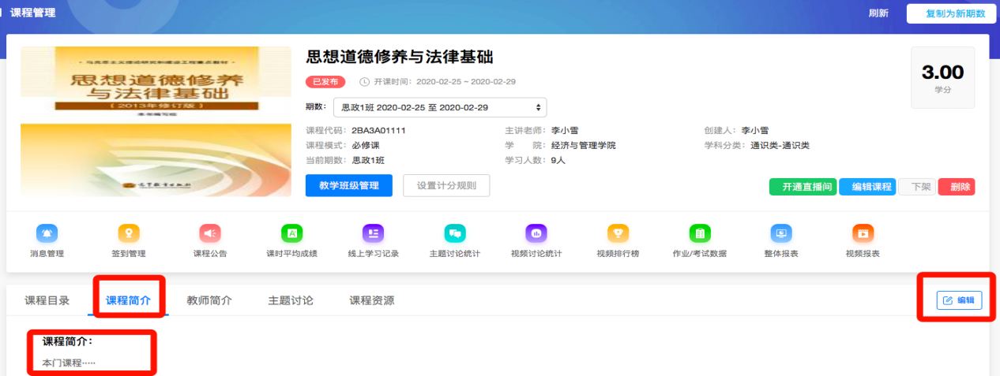 课程管理
刷新
复制为新期数
·马克思主义理论研究和建设工程重点教材·
思想道德修养
与法律基础
(2013年修订版)
本书编写组
高等教育出版社
思想道德修养与法律基础
已发布 开课时间：2020-02-25 ~ 2020-02-29
期数： 思政1班 2020-02-25 至 2020-02-29
3.00
学分
课程代码：2BA3A01111 主讲老师：李小雪 创建人：李小雪
课程模式：必修课 学 院：经济与管理学院 学科分类：通识类-通识类
当前期数：思政1班 学习人数：9人
教学班级管理 设置计分规则
开通直播间 编辑课程 下架 删除
消息管理 签到管理 课程公告 课时平均成绩 线上学习记录 主题讨论统计 视频讨论统计 视频排行榜 作业/考试数据 整体报表 视频报表
课程目录 课程简介 教师简介 主题讨论 课程资源 编辑
课程简介：
本门课程·····